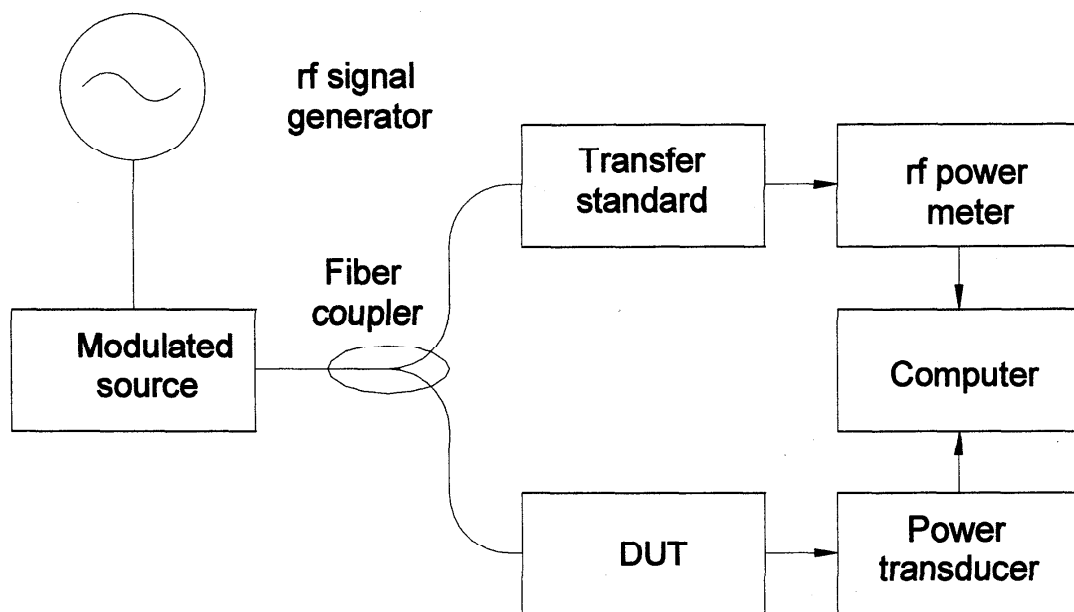 rf signal
generator
Transfer
standard
rf power
meter
Fiber
coupler
Modulated
source
Computer
DUT
Power
transducer